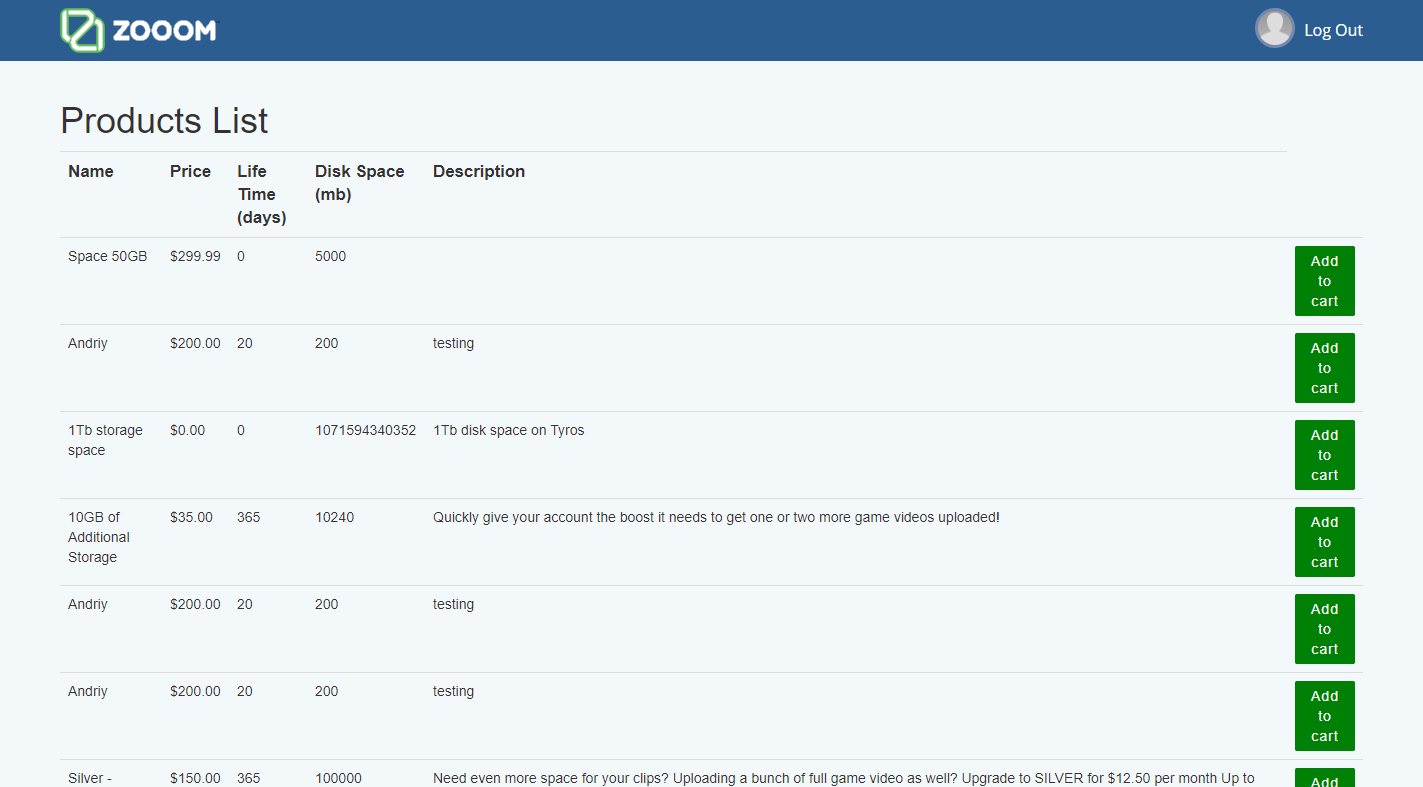 ZOOOM
Log Out
Products List
Name Price Life Time (days) Disk Space (mb) Description
Space 50GB $299.99 0 5000 Add to cart
Andriy $200.00 20 200 testing Add to cart
1Tb storage space $0.00 0 1071594340352 1Tb disk space on Tyros Add to cart
10GB of Additional Storage $35.00 365 10240 Quickly give your account the boost it needs to get one or two more game videos uploaded! Add to cart
Andriy $200.00 20 200 testing Add to cart
Andriy $200.00 20 200 testing Add to cart
Silver - $150.00 365 100000 Need even more space for your clips? Uploading a bunch of full game video as well? Upgrade to SILVER for $12.50 per month Up to Add